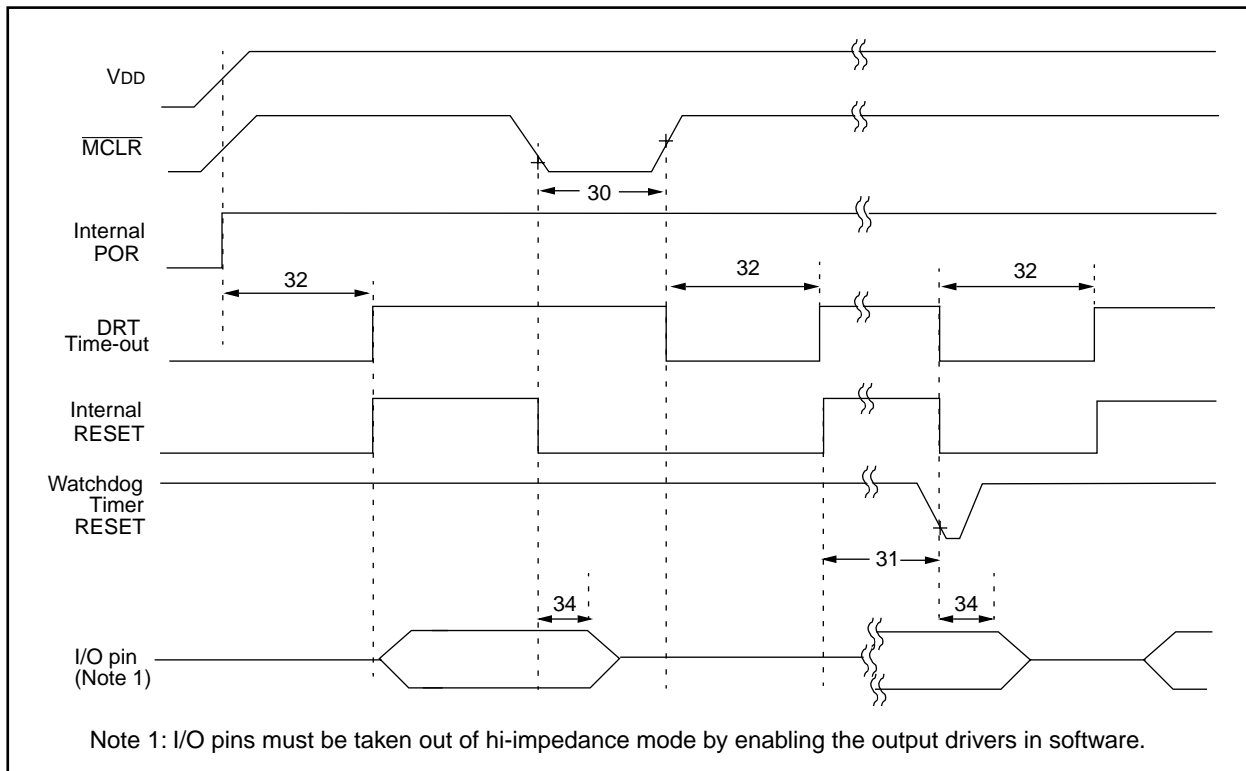 VDD
MCLR
30
Internal
POR
32
32
32
DRT
Time-out
Internal
RESET
Watchdog
Timer
RESET
31
34
34
I/O pin
(Note 1)
Note 1: I/O pins must be taken out of hi-impedance mode by enabling the output drivers in software.